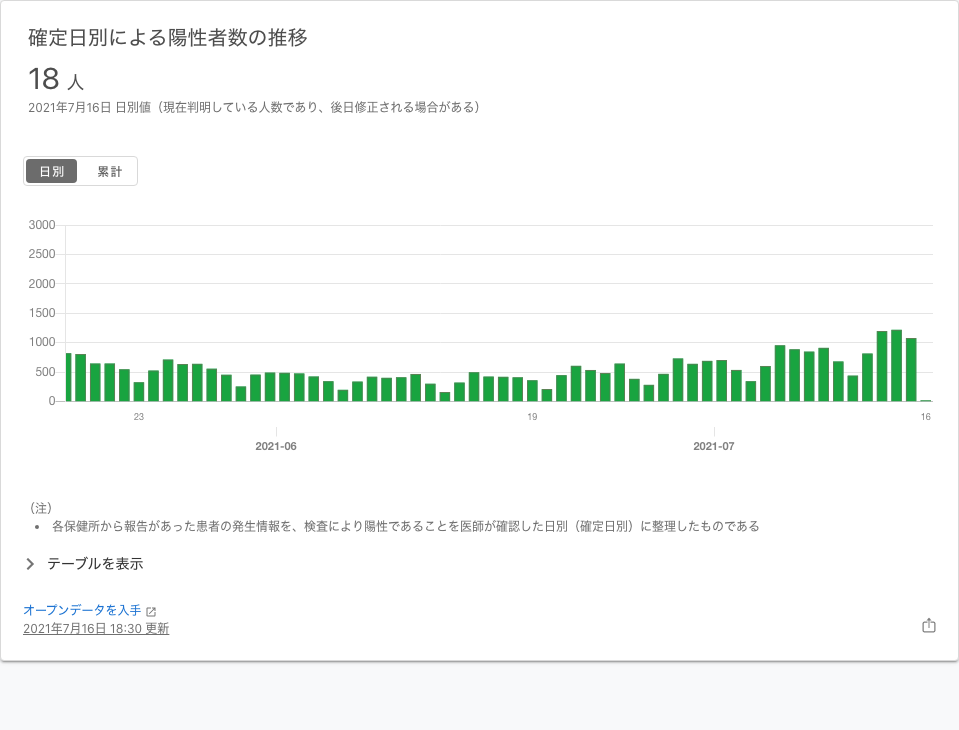 確定日別による陽性者数の推移
18 人
2021年7月16日 日別値（現在判明している人数であり、後日修正される場合がある）
日別 累計
3000
2500
2000
1500
1000
500
0
23 19 16
2021-06 2021-07
（注）
• 各保健所から報告があった患者の発生情報を、検査により陽性であることを医師が確認した日別（確定日別）に整理したものである
テーブルを表示
オープンデータを入手
2021年7月16日 18:30 更新